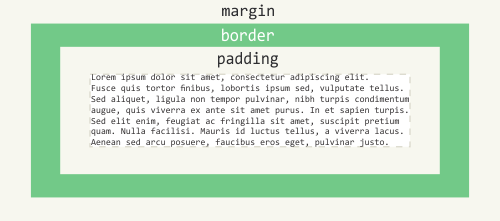 margin
border
padding
Lorem ipsum dolor sit amet, consectetur adipiscing elit.
Fusce quis tortor finibus, lobortis ipsum sed, vulputate tellus.
Sed aliquet, ligula non tempor pulvinar, nibh turpis condimentum
augue, quis viverra ex ante sit amet purus. In et sapien turpis.
Sed elit enim, feugiat ac fringilla sit amet, suscipit pretium
quam. Nulla facilisi. Mauris id luctus tellus, a viverra lacus.
Aenean sed arcu posuere, faucibus eros eget, pulvinar justo.